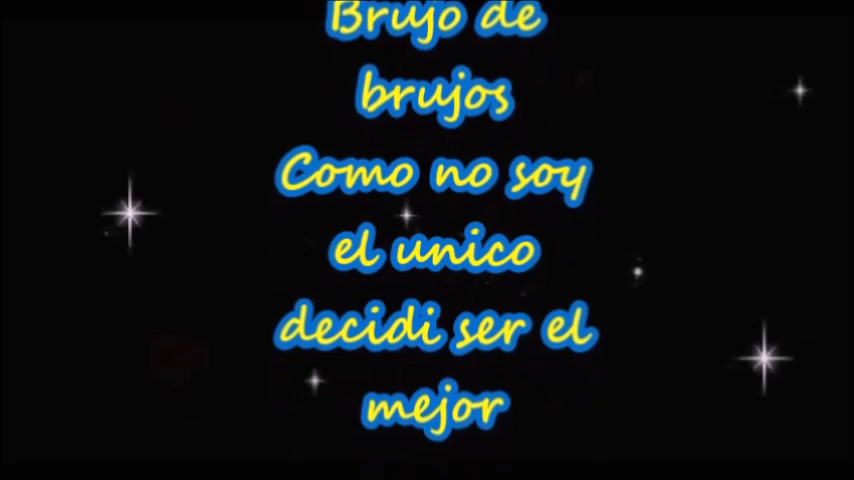 Brujo de
brujos
Como no soy
el unico
decidi ser el
mejor